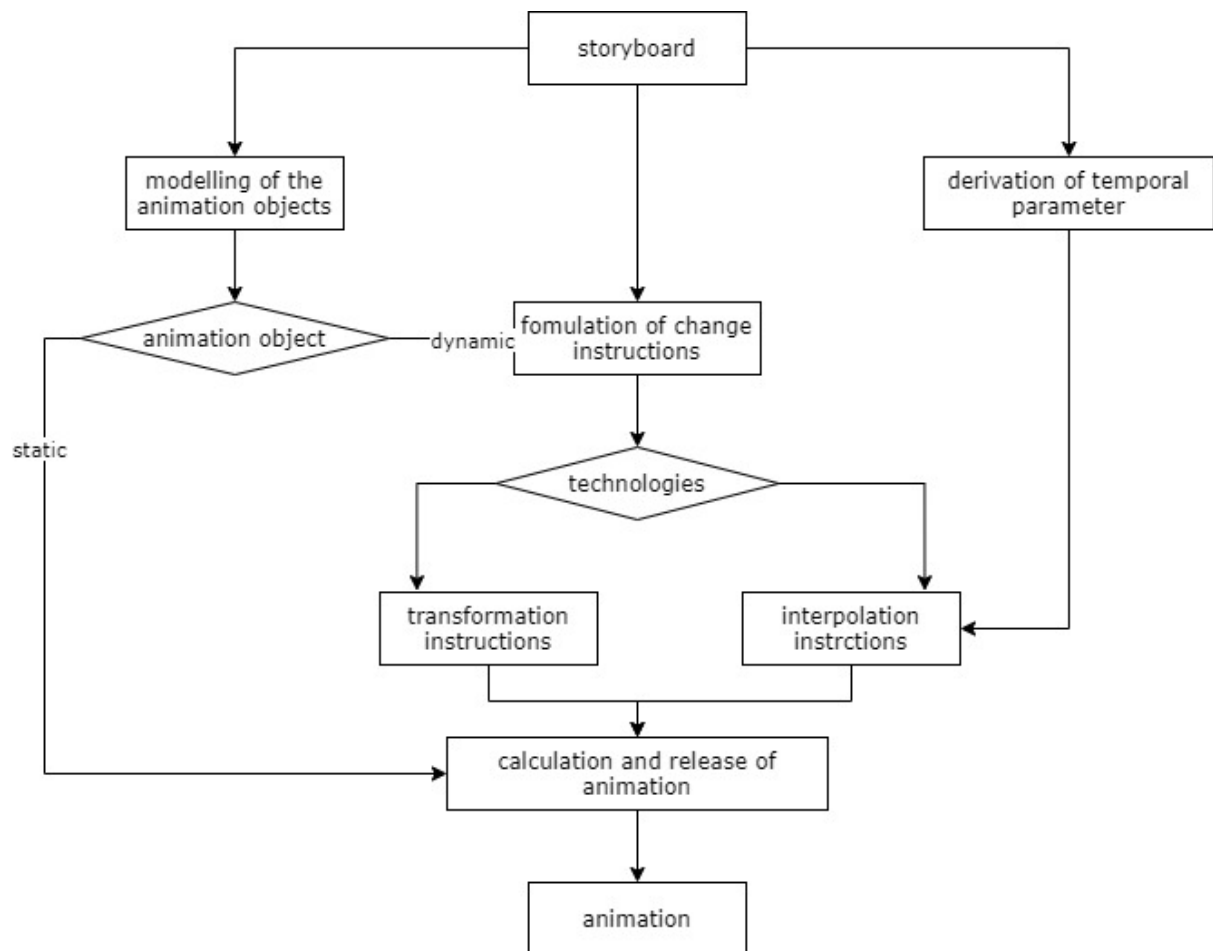 storyboard
modelling of the
animation objects
derivation of temporal
parameter
animation object
dynamic
fomulation of change
instructions
static
technologies
transformation
instructions
interpolation
instrctions
calculation and release of
animation
animation